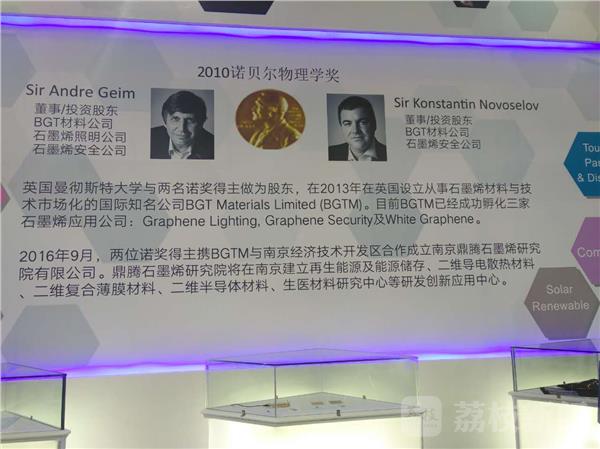 2010诺贝尔物理学奖
Sir Andre Geim
董事/投资股东
BGT材料公司
石墨烯照明公司
石墨烯安全公司
Sir Konstantin Novoselov
董事/投资股东
BGT材料公司
石墨烯安全公司
英国曼彻斯特大学与两名诺奖得主做为股东，在2013年在英国设立从事石墨烯材料与技
术市场化的国际知名公司BGT Materials Limited (BGTM)。目前BGTM已经成功孵化三家
石墨烯应用公司：Graphene Lighting, Graphene Security及White Graphene。
2016年9月，两位诺奖得主携BGTM与南京经济技术开发区合作成立南京鼎腾石墨烯研究
院有限公司。鼎腾石墨烯研究院将在南京建立再生能源及能源储存、二维导电散热材料
、二维复合薄膜材料、二维半导体材料、生医材料研究中心等研发创新应用中心。
Tou
Pa
& Dis
Com
Solar
Renewable
荔枝